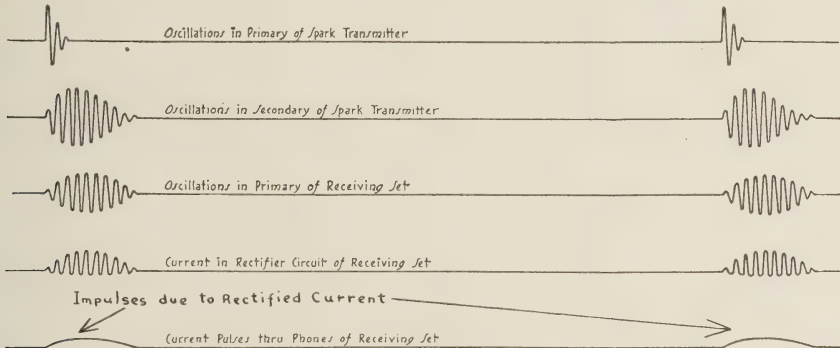 Oscillations in Primary of Spark Transmitter
Oscillations in Secondary of Spark Transmitter
Oscillations in Primary of Receiving Set
Current in Rectifier Circuit of Receiving Set
Impulses due to Rectified Current
Current Pulses thru Phones of Receiving Set